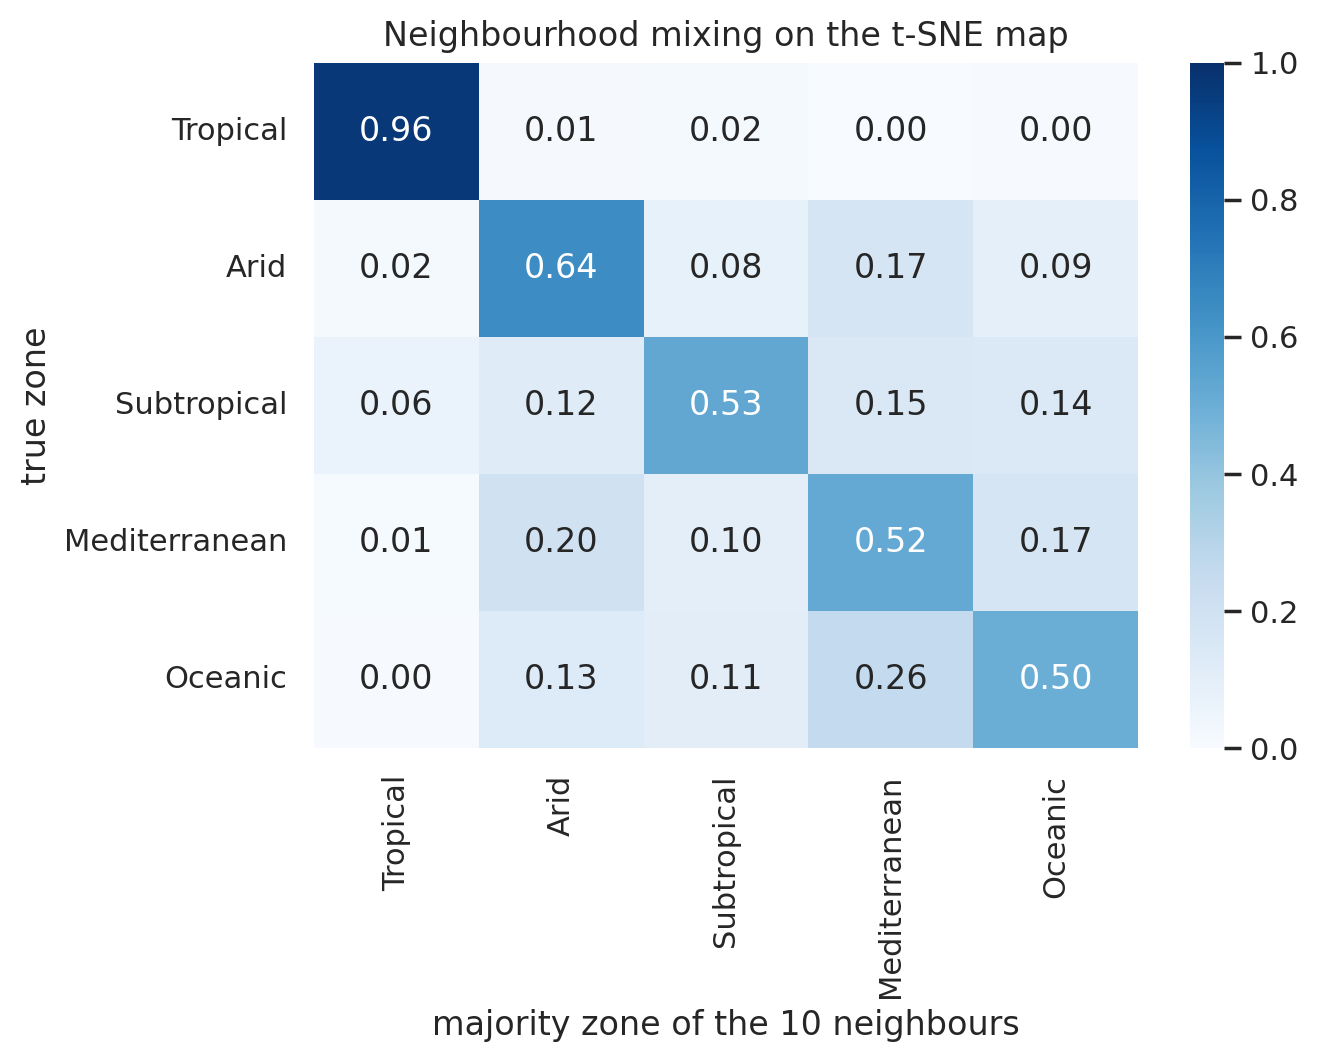 Neighbourhood mixing on the t-SNE map
true zone
Tropical 0.96 0.01 0.02 0.00 0.00
Arid 0.02 0.64 0.08 0.17 0.09
Subtropical 0.06 0.12 0.53 0.15 0.14
Mediterranean 0.01 0.20 0.10 0.52 0.17
Oceanic 0.00 0.13 0.11 0.26 0.50
Tropical Arid Subtropical Mediterranean Oceanic
majority zone of the 10 neighbours
1.0
0.8
0.6
0.4
0.2
0.0